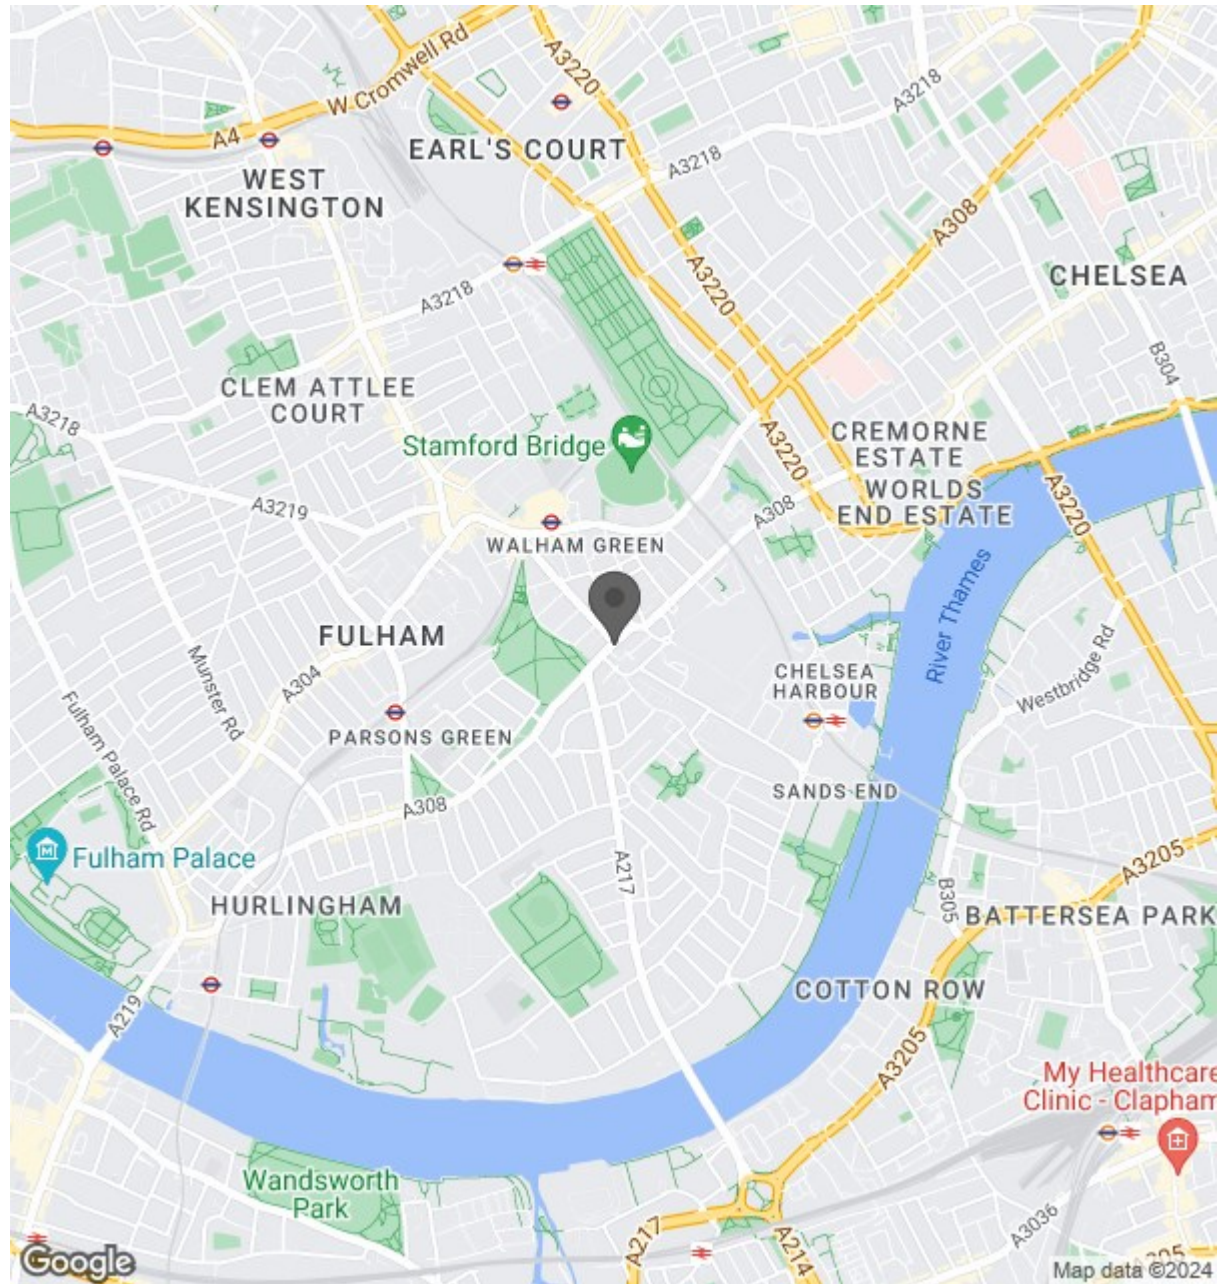 A3220
W Cromwell Rd
A3218
A4
EARL'S COURT
A3218
WEST
KENSINGTON
A308
CHELSEA
A3220
A3218
B304
CLEM ATTLEE
COURT
A3218
Stamford Bridge
A3220
CREMORNE
ESTATE
WORLDS
END ESTATE
A3220
A3219
A308
WALHAM GREEN
River Thames
FULHAM
Westbridge Rd
CHELSEA
HARBOUR
Munster Rd
A304
Fulham Palace Rd
PARSONS GREEN
SANDS END
A308
Fulham Palace
A217
A3205
B305
HURLINGHAM
BATTERSEA PARK
COTTON ROW
A219
A3205
My Healthcare
Clinic - Clapham
Wandsworth
Park
A3036
A217
A214
205
Google
Map data ©2024